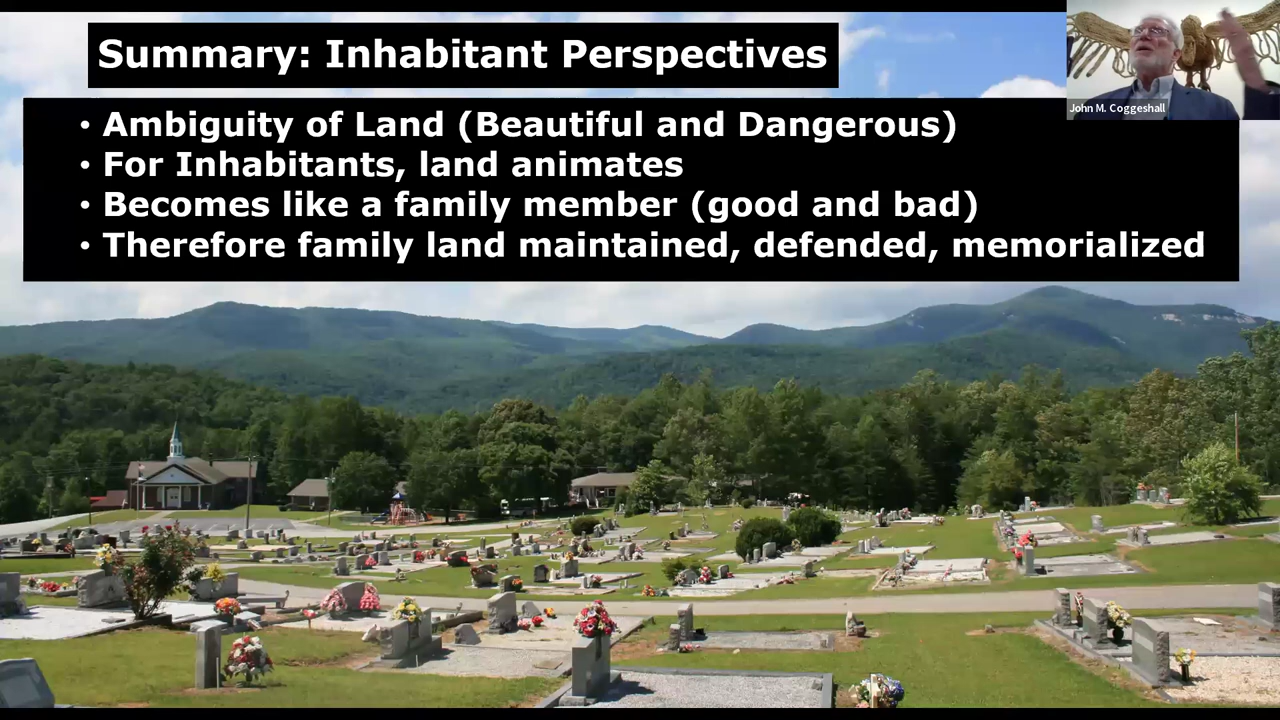 Summary: Inhabitant Perspectives
John M. Coggeshall
• Ambiguity of Land (Beautiful and Dangerous)
• For Inhabitants, land animates
• Becomes like a family member (good and bad)
• Therefore family land maintained, defended, memorialized